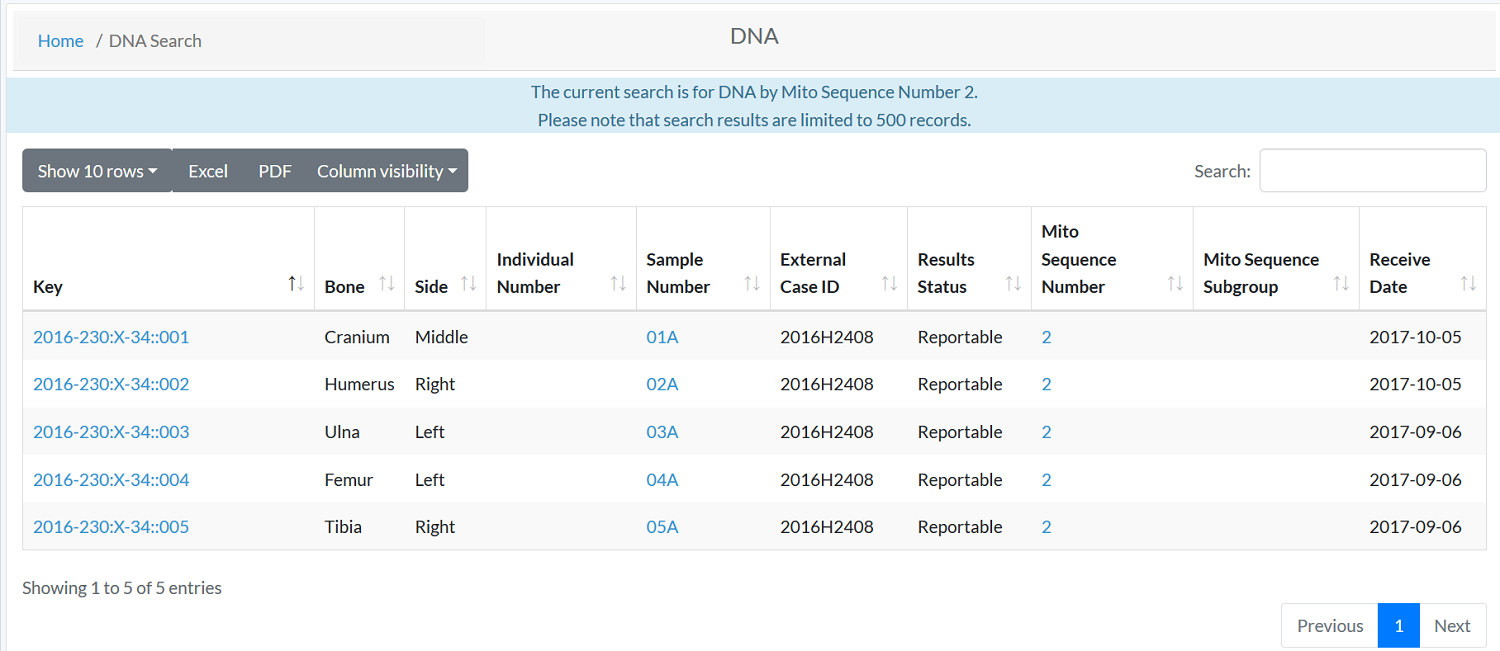 Home / DNA Search
DNA
The current search is for DNA by Mito Sequence Number 2.
Please note that search results are limited to 500 records.
Show 10 rows Excel PDF Column visibility Search:
Key Bone Side Individual Number Sample Number External Case ID Results Status Mito Sequence Number Mito Sequence Subgroup Receive Date
2016-230:X-34::001 Cranium Middle 01A 2016H2408 Reportable 2 2017-10-05
2016-230:X-34::002 Humerus Right 02A 2016H2408 Reportable 2 2017-10-05
2016-230:X-34::003 Ulna Left 03A 2016H2408 Reportable 2 2017-09-06
2016-230:X-34::004 Femur Left 04A 2016H2408 Reportable 2 2017-09-06
2016-230:X-34::005 Tibia Right 05A 2016H2408 Reportable 2 2017-09-06
Showing 1 to 5 of 5 entries
Previous 1 Next